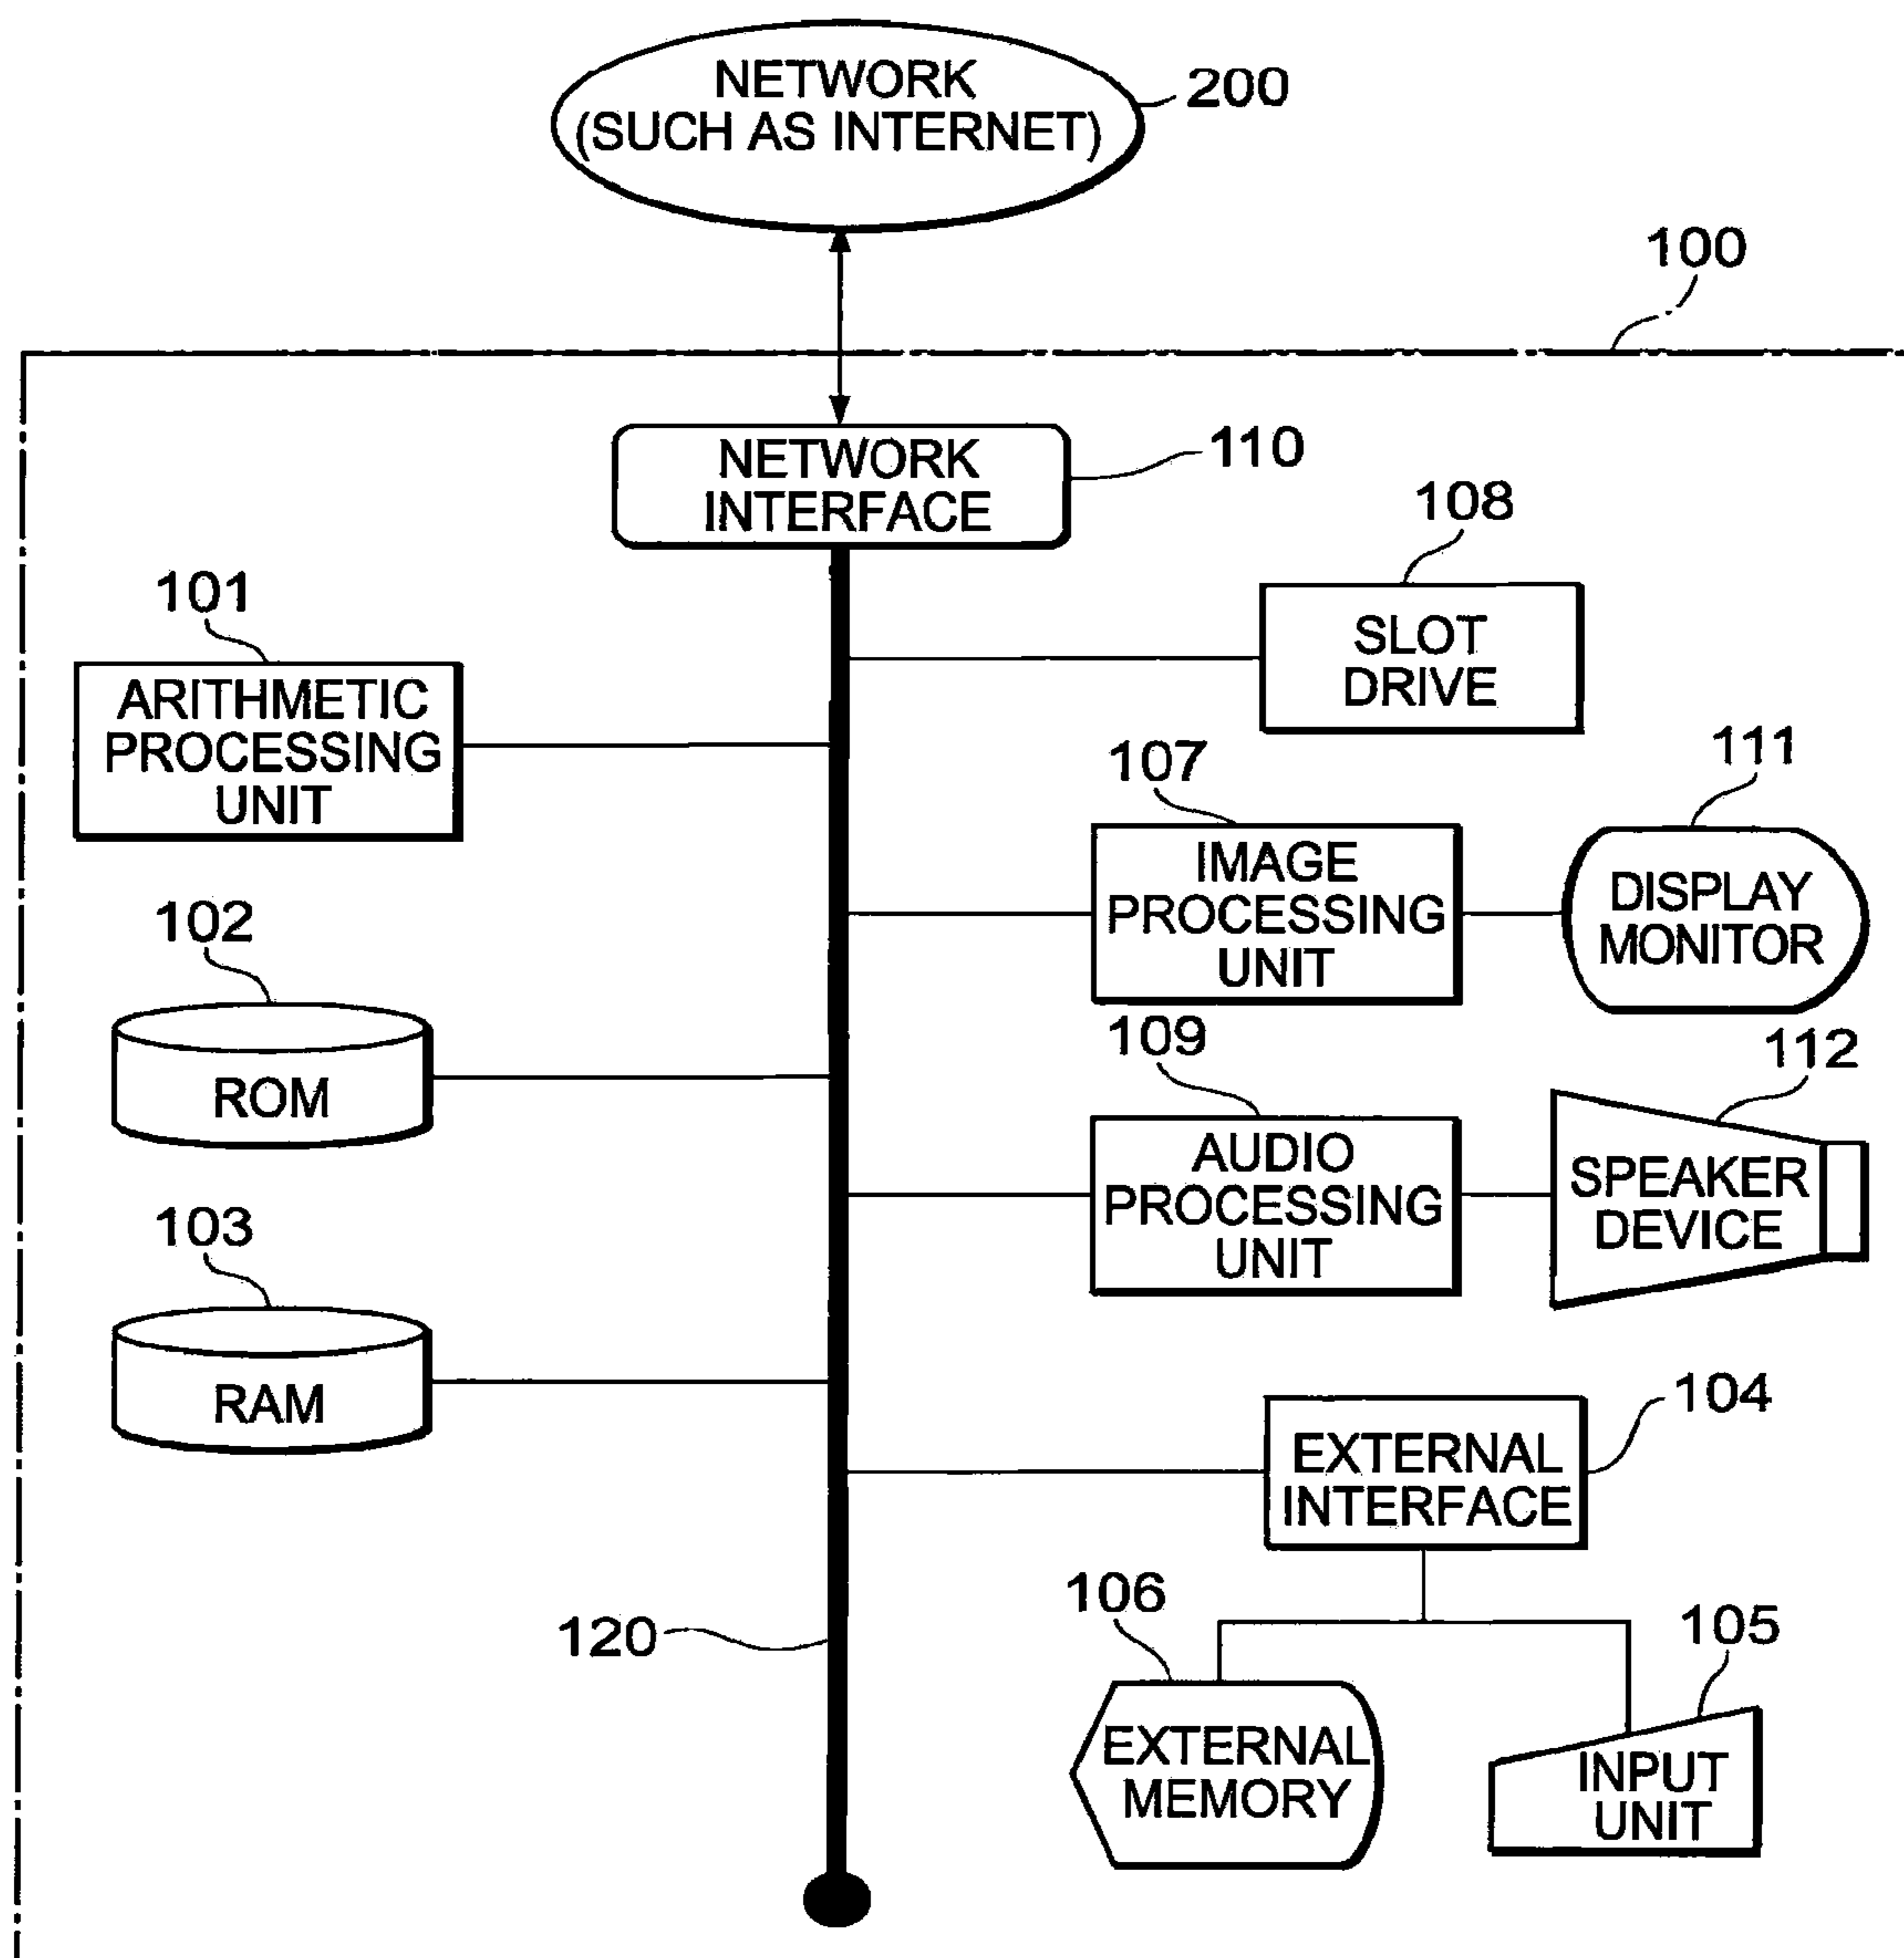 NETWORK
(SUCH AS INTERNET)
200
100
NETWORK
INTERFACE
110
108
SLOT
DRIVE
101
ARITHMETIC
PROCESSING
UNIT
107
IMAGE
PROCESSING
UNIT
111
DISPLAY
MONITOR
102
ROM
109
AUDIO
PROCESSING
UNIT
112
SPEAKER
DEVICE
103
RAM
104
EXTERNAL
INTERFACE
120
106
EXTERNAL
MEMORY
105
INPUT
UNIT